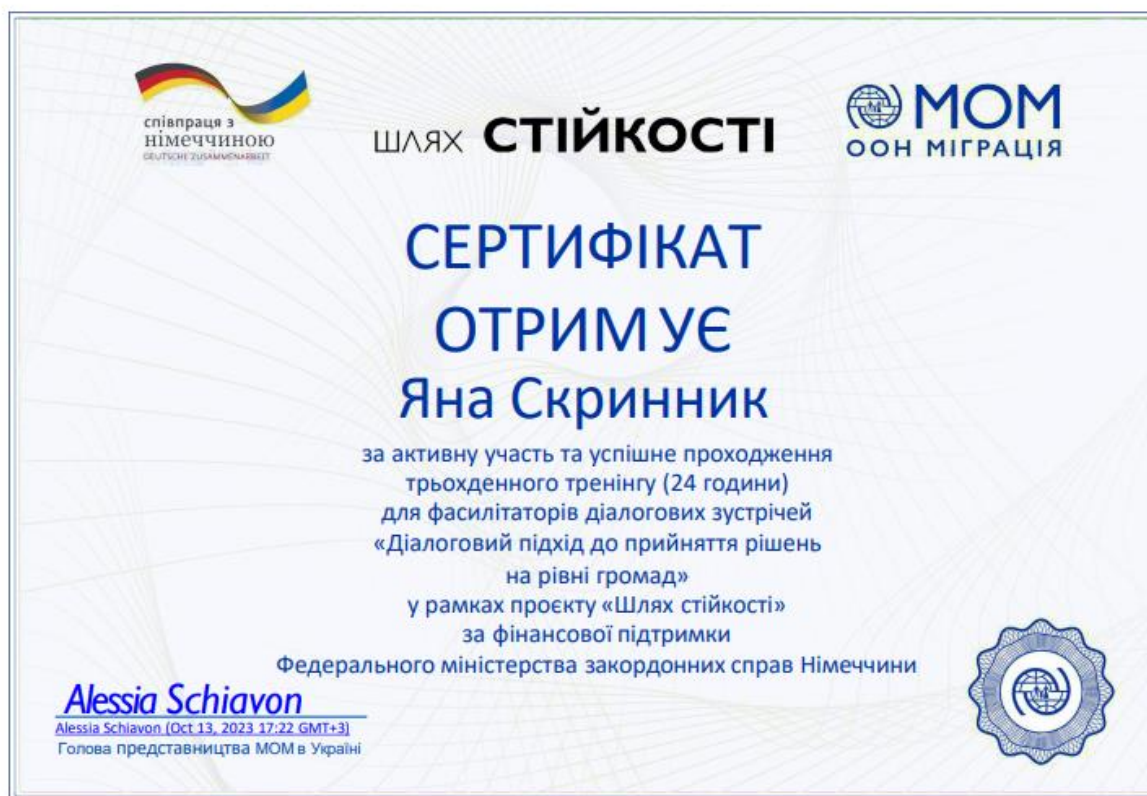 співпраця з
німеччиною
DEUTSCHE ZUSAMMENARBEIT
ШЛЯХ СТІЙКОСТІ
МОМ
ООН МІГРАЦІЯ
СЕРТИФІКАТ
ОТРИМ УЄ
Яна Скринник
за активну участь та успішне проходження
трьохденного тренінгу (24 години)
для фасилітаторів діалогових зустрічей
«Діалоговий підхід до прийняття рішень
на рівні громад»
у рамках проєкту «Шлях стійкості»
за фінансової підтримки
Федерального міністерства закордонних справ Німеччини
Alessia Schiavon
Alessia Schiavon (Oct 13, 2023 17:22 GMT+3)
Голова представництва МОМ в Україні